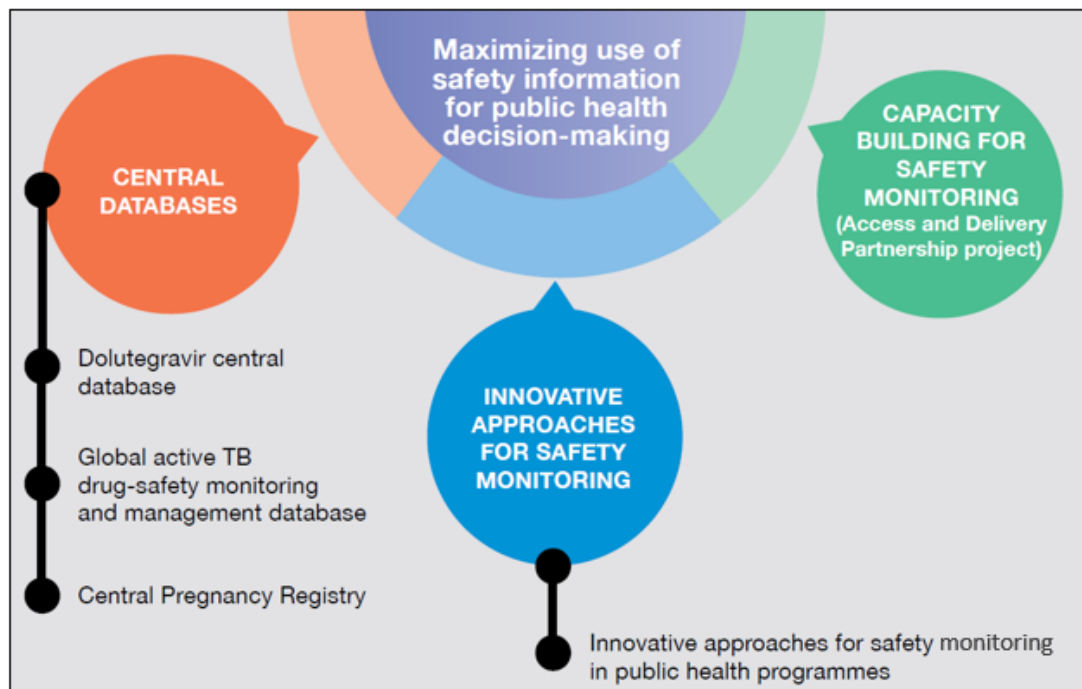 Maximizing use of
safety information
for public health
decision-making
CENTRAL
DATABASES
Dolutegravir central
database
Global active TB
drug-safety monitoring
and management database
Central Pregnancy Registry
INNOVATIVE
APPROACHES
FOR SAFETY
MONITORING
Innovative approaches for safety monitoring
in public health programmes
CAPACITY
BUILDING FOR
SAFETY
MONITORING
(Access and Delivery
Partnership project)